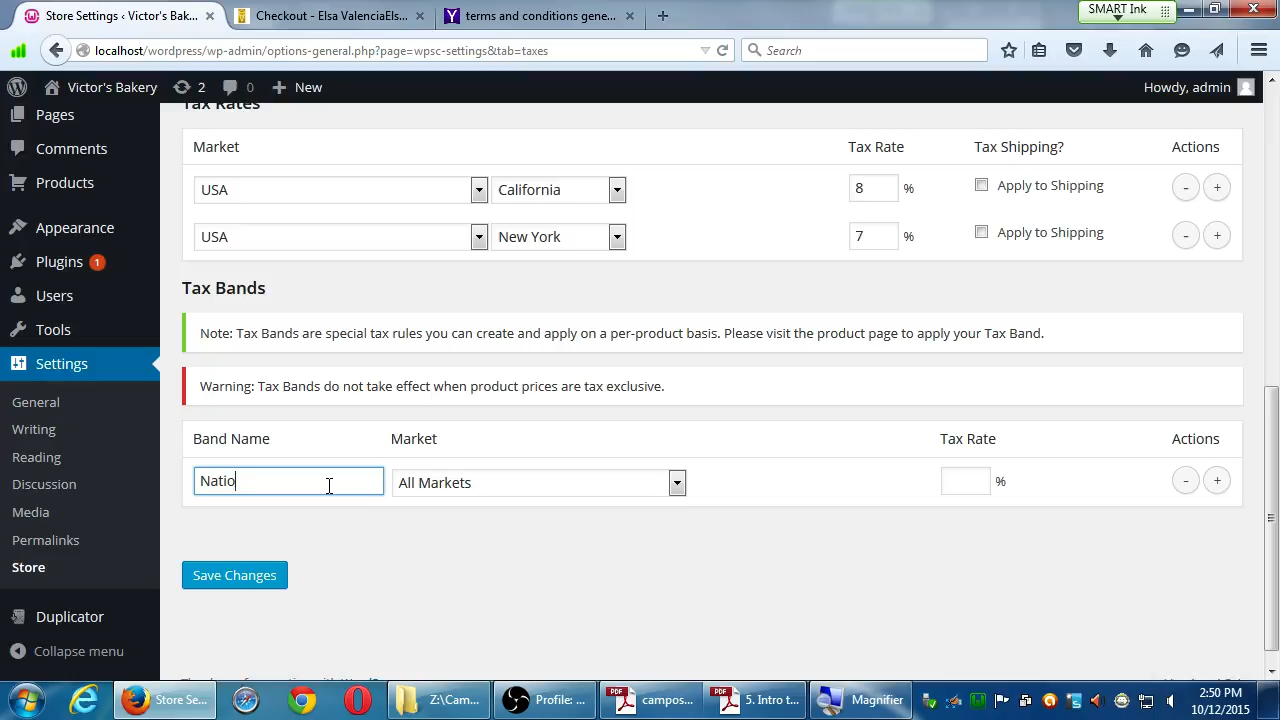 Store Settings ‹ Victor's Bak...
Checkout - Elsa ValenciaEls...
terms and conditions gene...
SMART Ink
localhost/wordpress/wp-admin/options-general.php?page=wpsc-settings&tab=taxes
Search
Victor's Bakery
2
0
New
Howdy, admin
Pages
Comments
Products
Appearance
Plugins 1
Users
Tools
Settings
General
Writing
Reading
Discussion
Media
Permalinks
Store
Duplicator
Collapse menu
Tax Rates
Market Tax Rate Tax Shipping? Actions
USA California 8 % Apply to Shipping - +
USA New York 7 % Apply to Shipping - +
Tax Bands
Note: Tax Bands are special tax rules you can create and apply on a per-product basis. Please visit the product page to apply your Tax Band.
Warning: Tax Bands do not take effect when product prices are tax exclusive.
Band Name Market Tax Rate Actions
Natio All Markets % - +
Save Changes
Store Se...
Z:\Cam...
Profile: ...
campos...
5. Intro t...
Magnifier
2:50 PM
10/12/2015